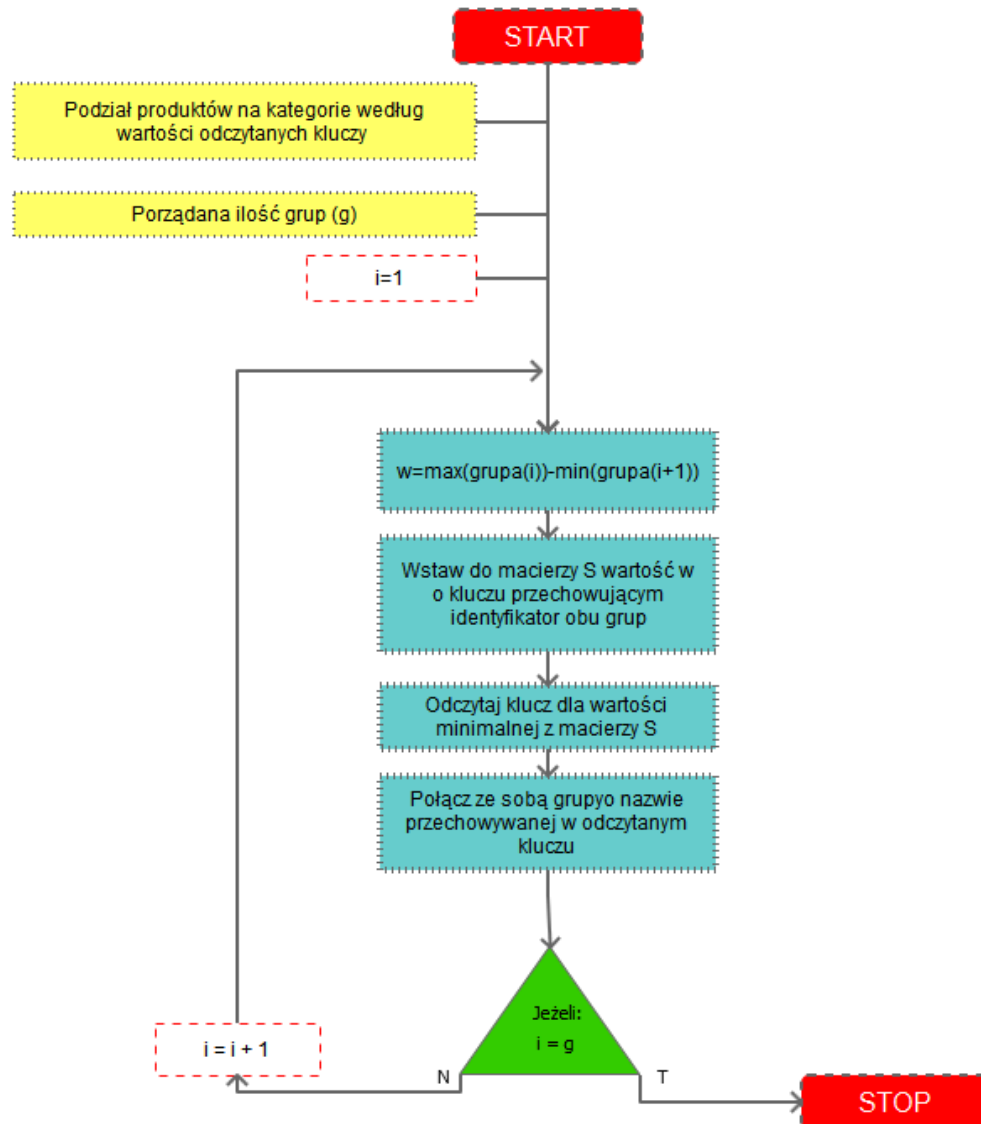 START
Podział produktów na kategorie według
wartości odczytanych kluczy
Porządana ilość grup (g)
i=1
w=max(grupa(i))-min(grupa(i+1))
Wstaw do macierzy S wartość w
o kluczu przechowującym
identyfikator obu grup
Odczytaj klucz dla wartości
minimalnej z macierzy S
Połącz ze sobą grupyo nazwie
przechowywanej w odczytanym
kluczu
Jeżeli:
i = g
i = i + 1
N
T
STOP